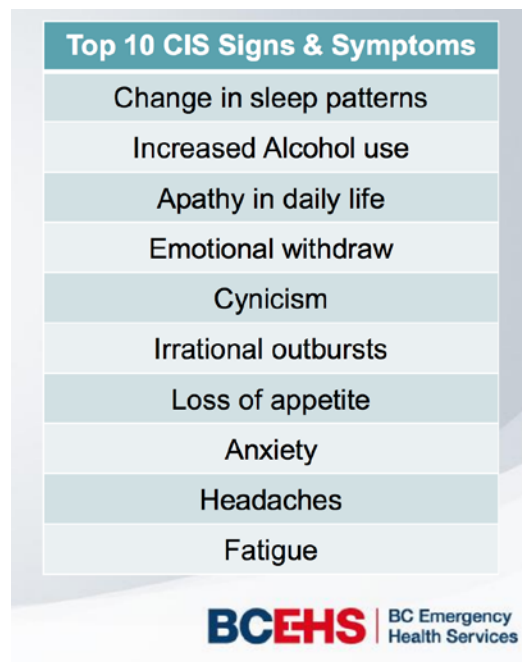 Top 10 CIS Signs & Symptoms
Change in sleep patterns
Increased Alcohol use
Apathy in daily life
Emotional withdraw
Cynicism
Irrational outbursts
Loss of appetite
Anxiety
Headaches
Fatigue
BCEHS
BC Emergency
Health Services